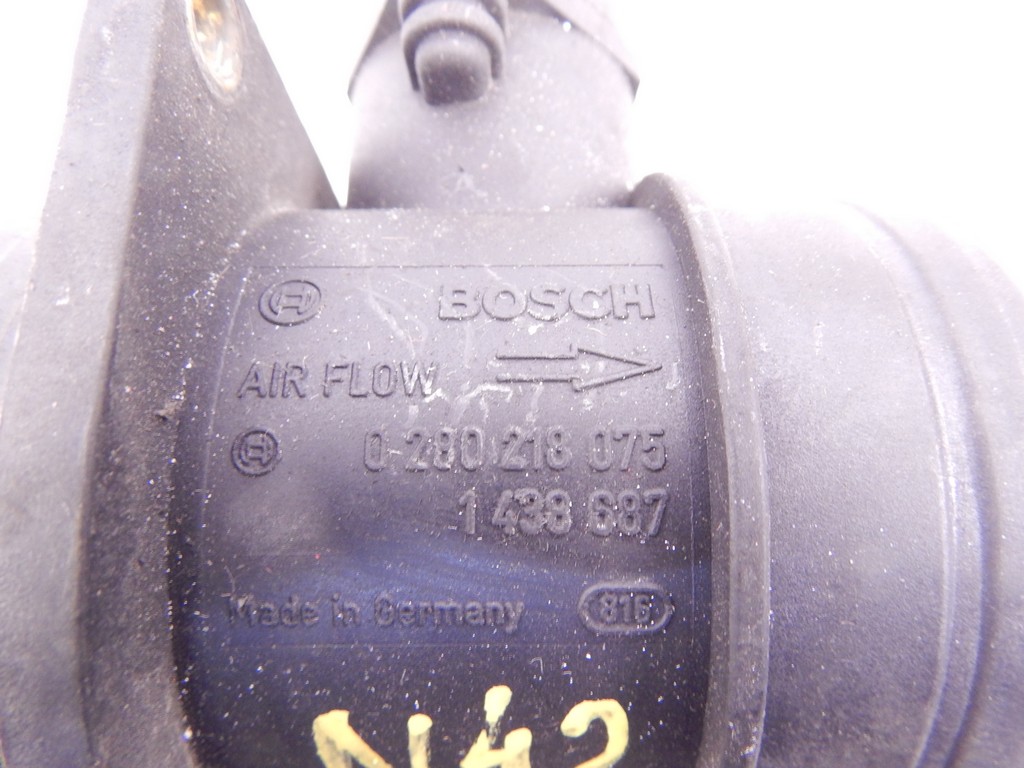 BOSCH
AIR FLOW
0 280 218 075
1 438 687
Made in Germany 816
N42